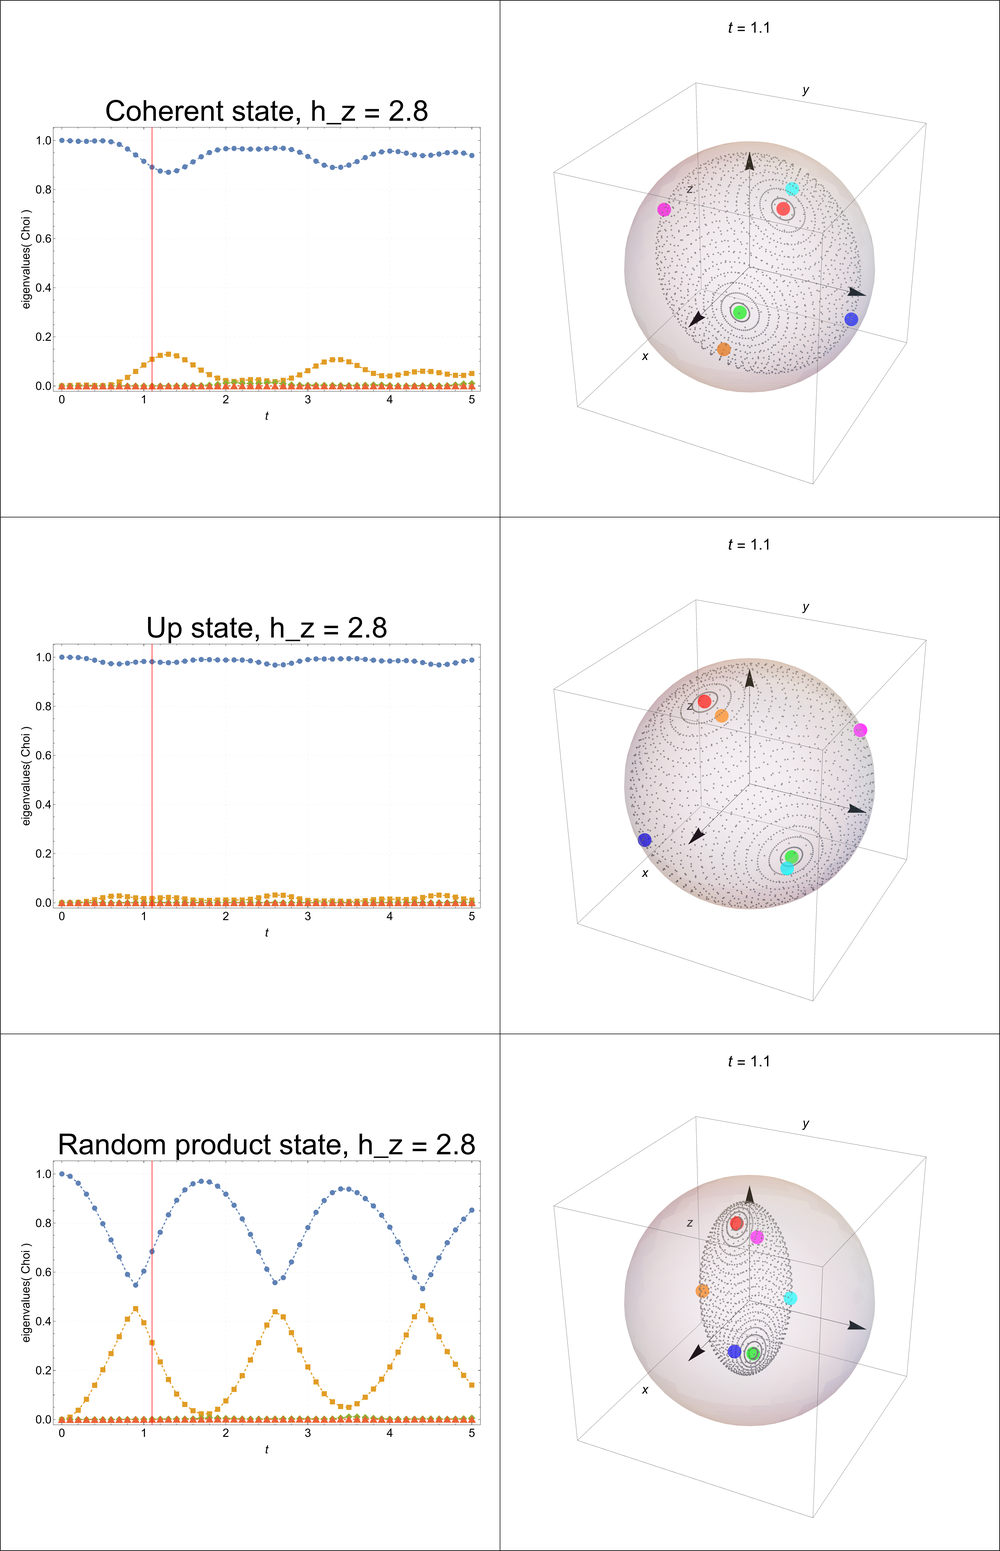 Coherent state, h_z = 2.8
eigenvalues( Choi )
1.0
0.8
0.6
0.4
0.2
0.0
0 1 2 3 4 5
t
t = 1.1
y
z
x
Up state, h_z = 2.8
eigenvalues( Choi )
1.0
0.8
0.6
0.4
0.2
0.0
0 1 2 3 4 5
t
t = 1.1
y
z
x
Random product state, h_z = 2.8
eigenvalues( Choi )
1.0
0.8
0.6
0.4
0.2
0.0
0 1 2 3 4 5
t
t = 1.1
y
z
x